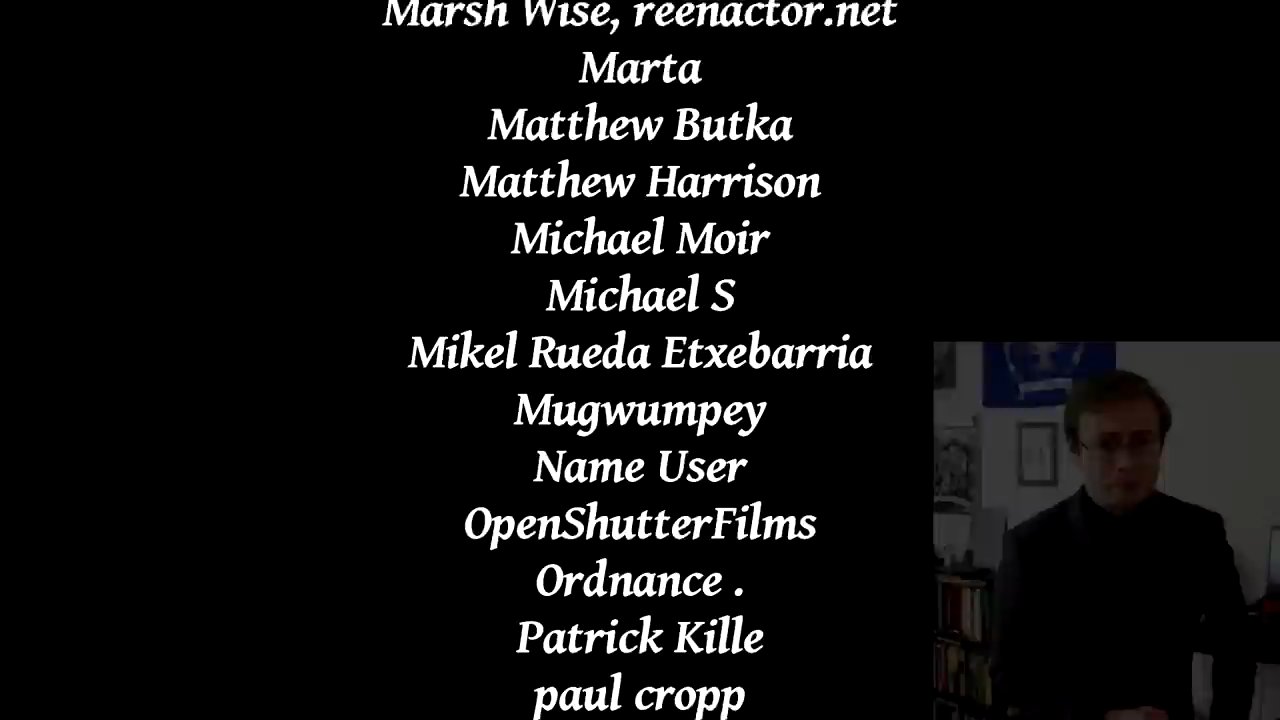 Marsh Wise, reenactor.net
Marta
Matthew Butka
Matthew Harrison
Michael Moir
Michael S
Mikel Rueda Etxebarria
Mugwumpey
Name User
OpenShutterFilms
Ordnance .
Patrick Kille
paul cropp